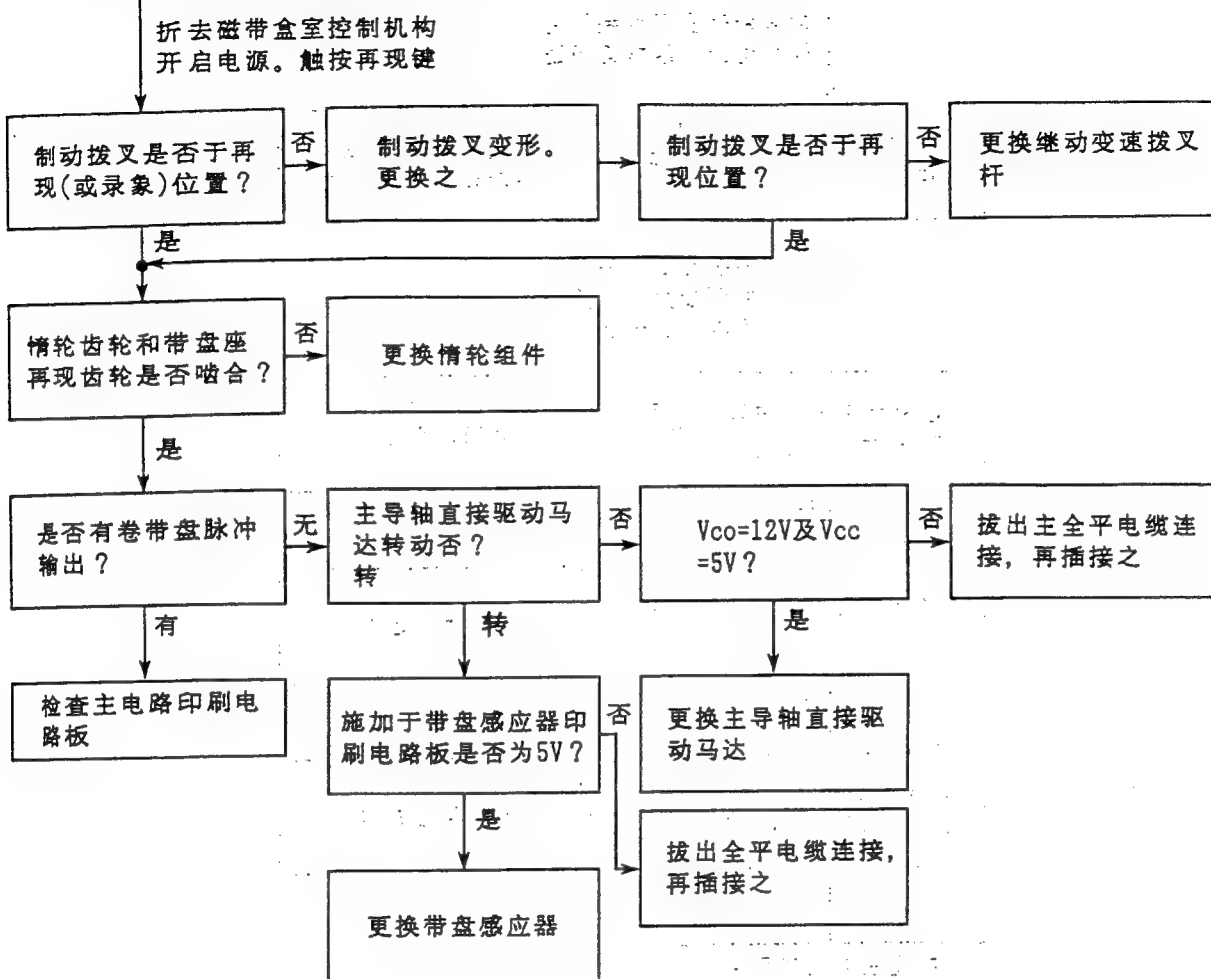 折去磁带盒室控制机构
开启电源。触按再现键
制动拨叉是否于再
现(或录象)位置？
否
制动拨叉变形。
更换之
制动拨叉是否于再
现位置？
否
更换继动变速拨叉
杆
是
是
惰轮齿轮和带盘座
再现齿轮是否啮合？
否
更换惰轮组件
是
是否有卷带盘脉冲
输出？
无
主导轴直接驱动马
达转动否？
转
否
Vco=12V及Vcc
=5V？
否
拔出主全平电缆连
接，再插接之
有
转
是
检查主电路印刷电
路板
施加于带盘感应器印
刷电路板是否为5V？
否
更换主导轴直接驱
动马达
是
拔出全平电缆连接，
再插接之
更换带盘感应器